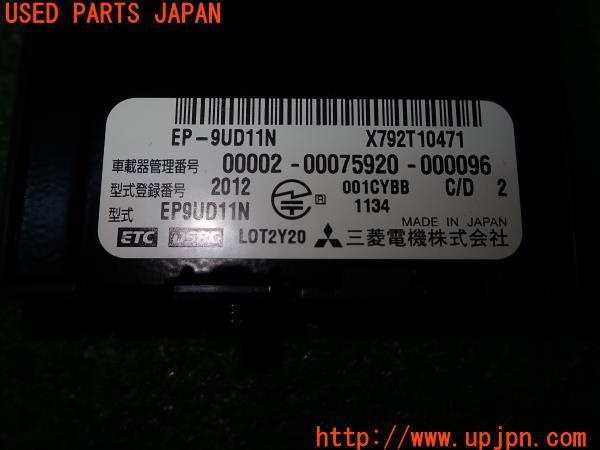 USED PARTS JAPAN
EP-9UD11N X792T10471
車載器管理番号 00002-00075920-000096
型式登録番号 2012 R 001CYBB C/D 2
型式 EP9UD11N 1134
MADE IN JAPAN
ETC DSRC LOT2Y20 三菱電機株式会社
UPJ
http://www.upjpn.com